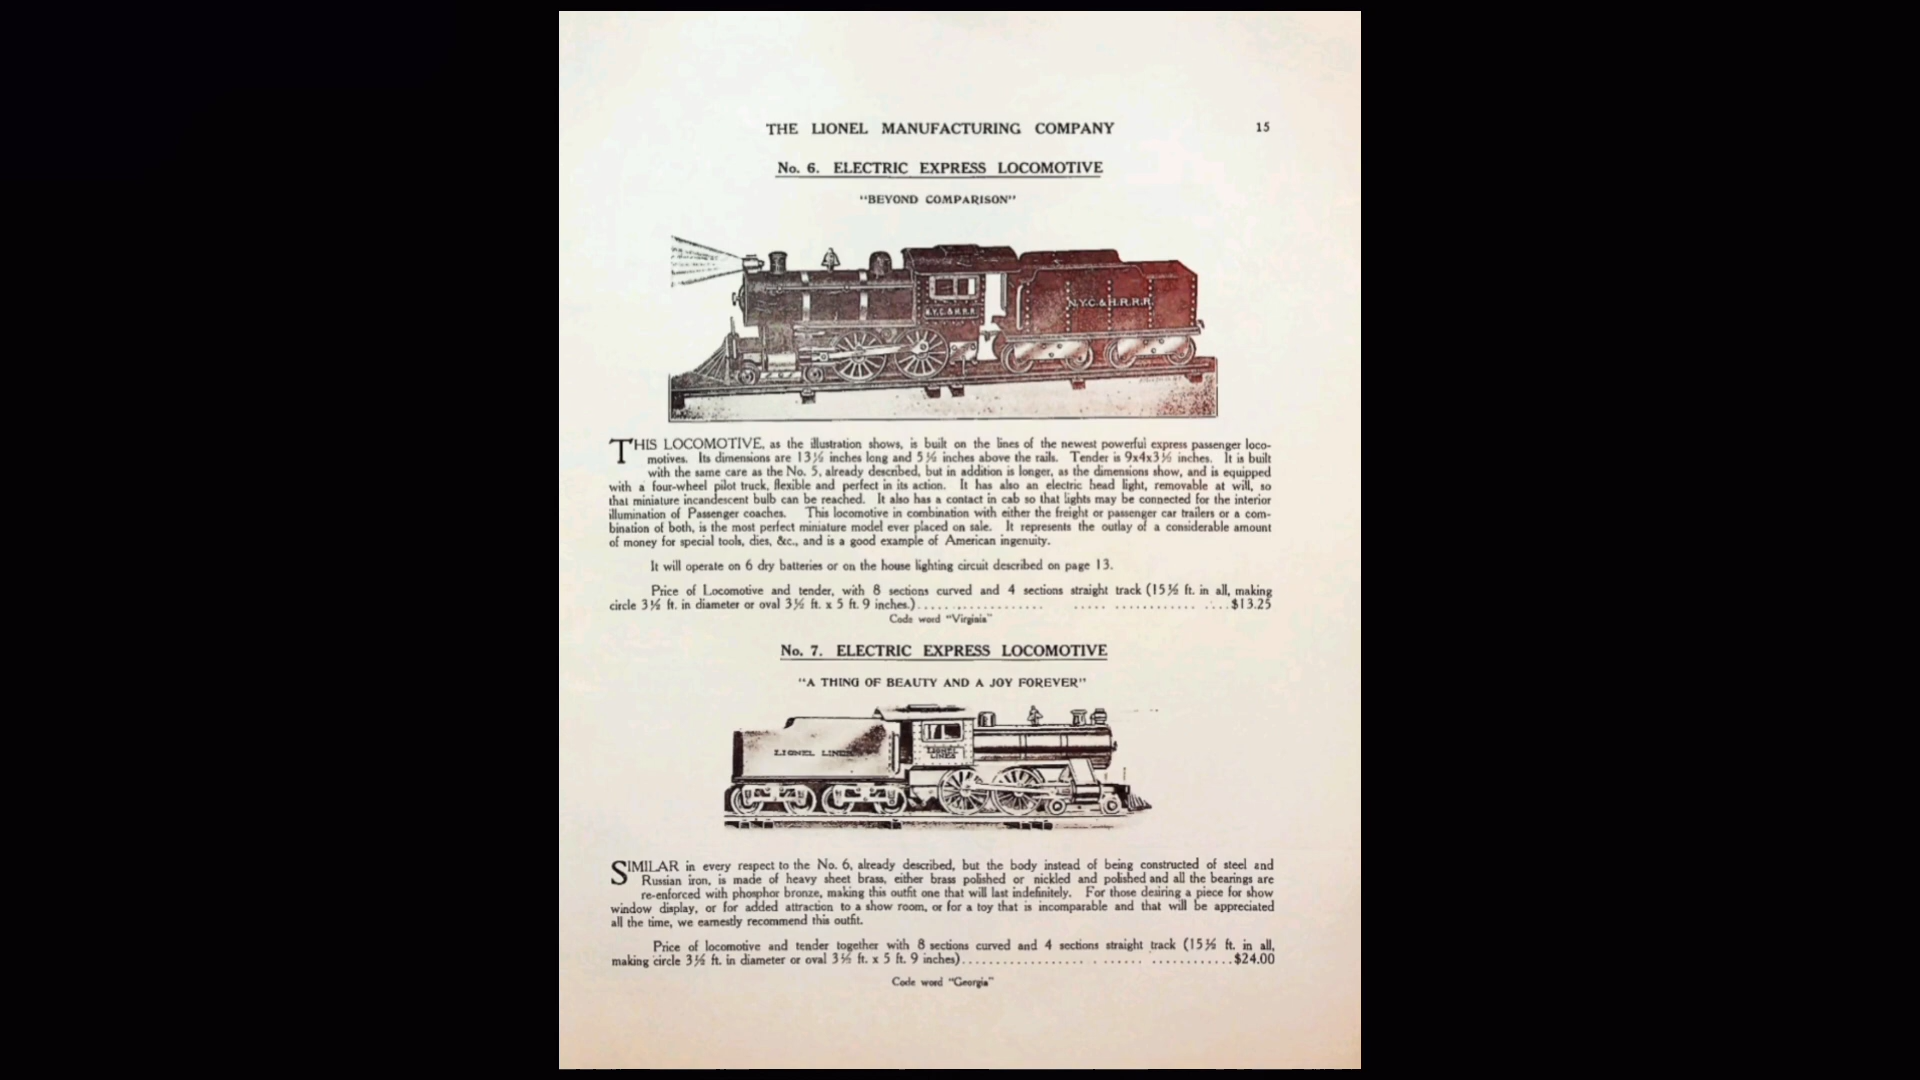 THE LIONEL MANUFACTURING COMPANY 15
No. 6. ELECTRIC EXPRESS LOCOMOTIVE
"BEYOND COMPARISON"
N.Y.C. & H.R.R.R.
N.Y.C. & H.R.R.R.
THIS LOCOMOTIVE, as the illustration shows, is built on the lines of the newest powerful express passenger loco-
motives. Its dimensions are 13½ inches long and 5½ inches above the rails. Tender is 9x4x3½ inches. It is built
with the same care as the No. 5, already described, but in addition is longer, as the dimensions show, and is equipped
with a four-wheel pilot truck, flexible and perfect in its action. It has also an electric head light, removable at will, so
that miniature incandescent bulb can be reached. It also has a contact in cab so that lights may be connected for the interior
illumination of Passenger coaches. This locomotive in combination with either the freight or passenger car trailers or a com-
bination of both, is the most perfect miniature model ever placed on sale. It represents the outlay of a considerable amount
of money for special tools, dies, &c., and is a good example of American ingenuity.
It will operate on 6 dry batteries or on the house lighting circuit described on page 13.
Price of Locomotive and tender, with 8 sections curved and 4 sections straight track (15½ ft. in all, making
circle 3½ ft. in diameter or oval 3½ ft. x 5 ft. 9 inches.)........................................$13.25
Code word "Virginia"
No. 7. ELECTRIC EXPRESS LOCOMOTIVE
"A THING OF BEAUTY AND A JOY FOREVER"
LIONEL LINES
LIONEL
LINES
SIMILAR in every respect to the No. 6, already described, but the body instead of being constructed of steel and
Russian iron, is made of heavy sheet brass, either brass polished or nickled and polished and all the bearings are
re-enforced with phosphor bronze, making this outfit one that will last indefinitely. For those desiring a piece for show
window display, or for added attraction to a show room, or for a toy that is incomparable and that will be appreciated
all the time, we earnestly recommend this outfit.
Price of locomotive and tender together with 8 sections curved and 4 sections straight track (15½ ft. in all,
making circle 3½ ft. in diameter or oval 3½ ft. x 5 ft. 9 inches)........................................$24.00
Code word "Georgia"